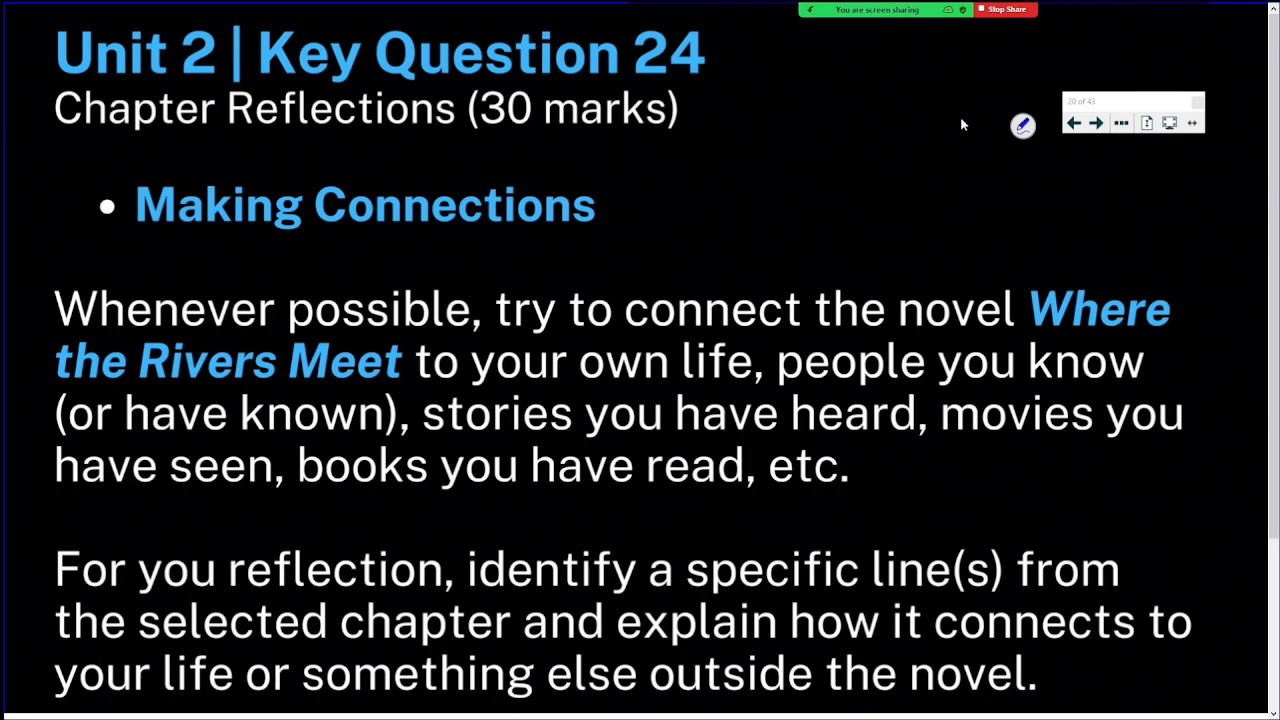 You are screen sharing
Stop Share
Unit 2 | Key Question 24
Chapter Reflections (30 marks)
20 of 43
• Making Connections
Whenever possible, try to connect the novel Where
the Rivers Meet to your own life, people you know
(or have known), stories you have heard, movies you
have seen, books you have read, etc.
For you reflection, identify a specific line(s) from
the selected chapter and explain how it connects to
your life or something else outside the novel.